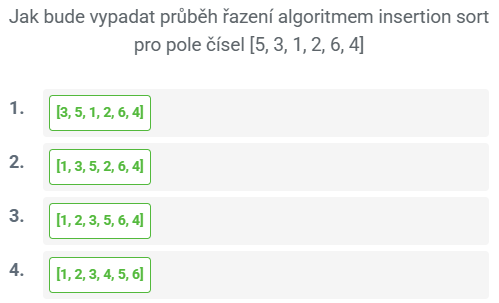 Jak bude vypadat průběh řazení algoritmem insertion sort
pro pole čísel [5, 3, 1, 2, 6, 4]
1. [3, 5, 1, 2, 6, 4]
2. [1, 3, 5, 2, 6, 4]
3. [1, 2, 3, 5, 6, 4]
4. [1, 2, 3, 4, 5, 6]